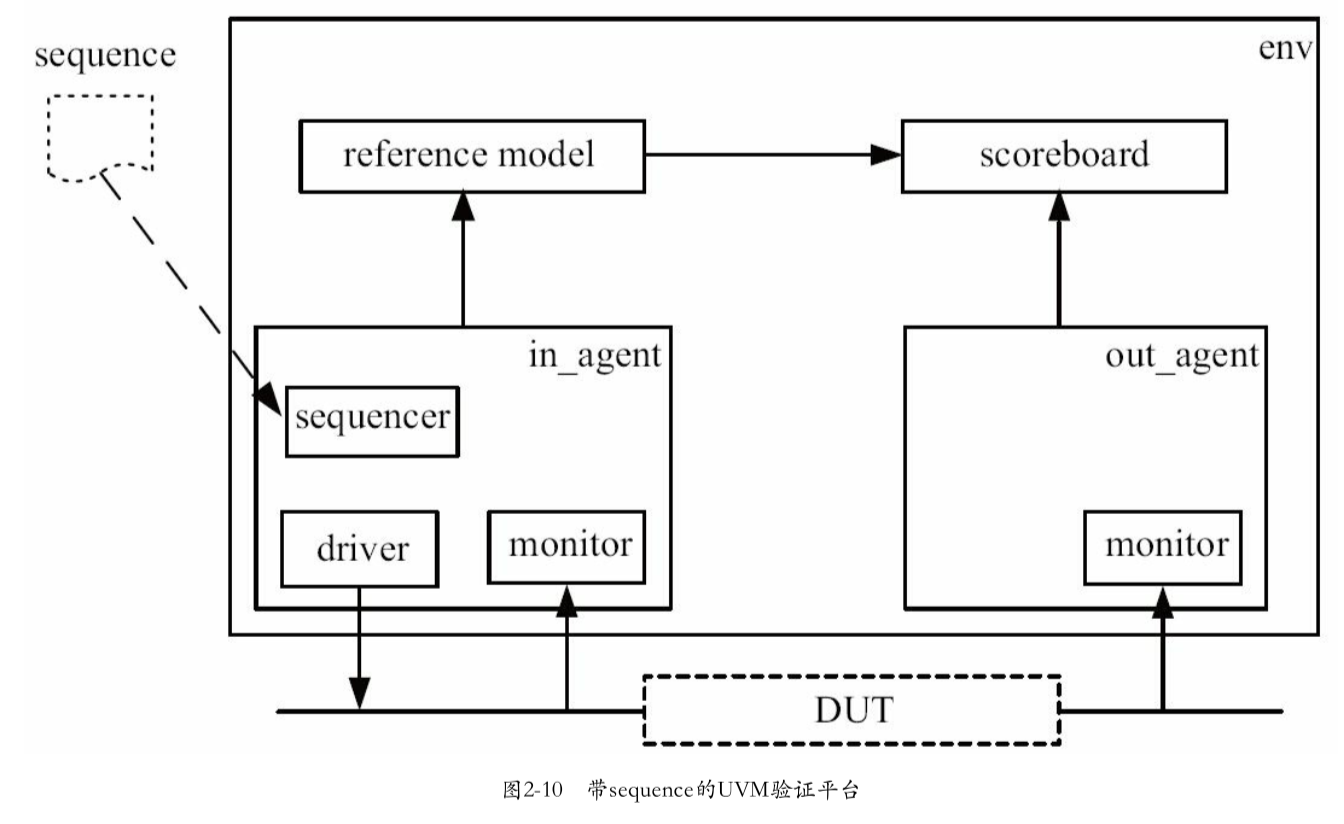 sequence
env
reference model
scoreboard
in_agent
out_agent
sequencer
driver
monitor
monitor
DUT
图2-10 带sequence的UVM验证平台